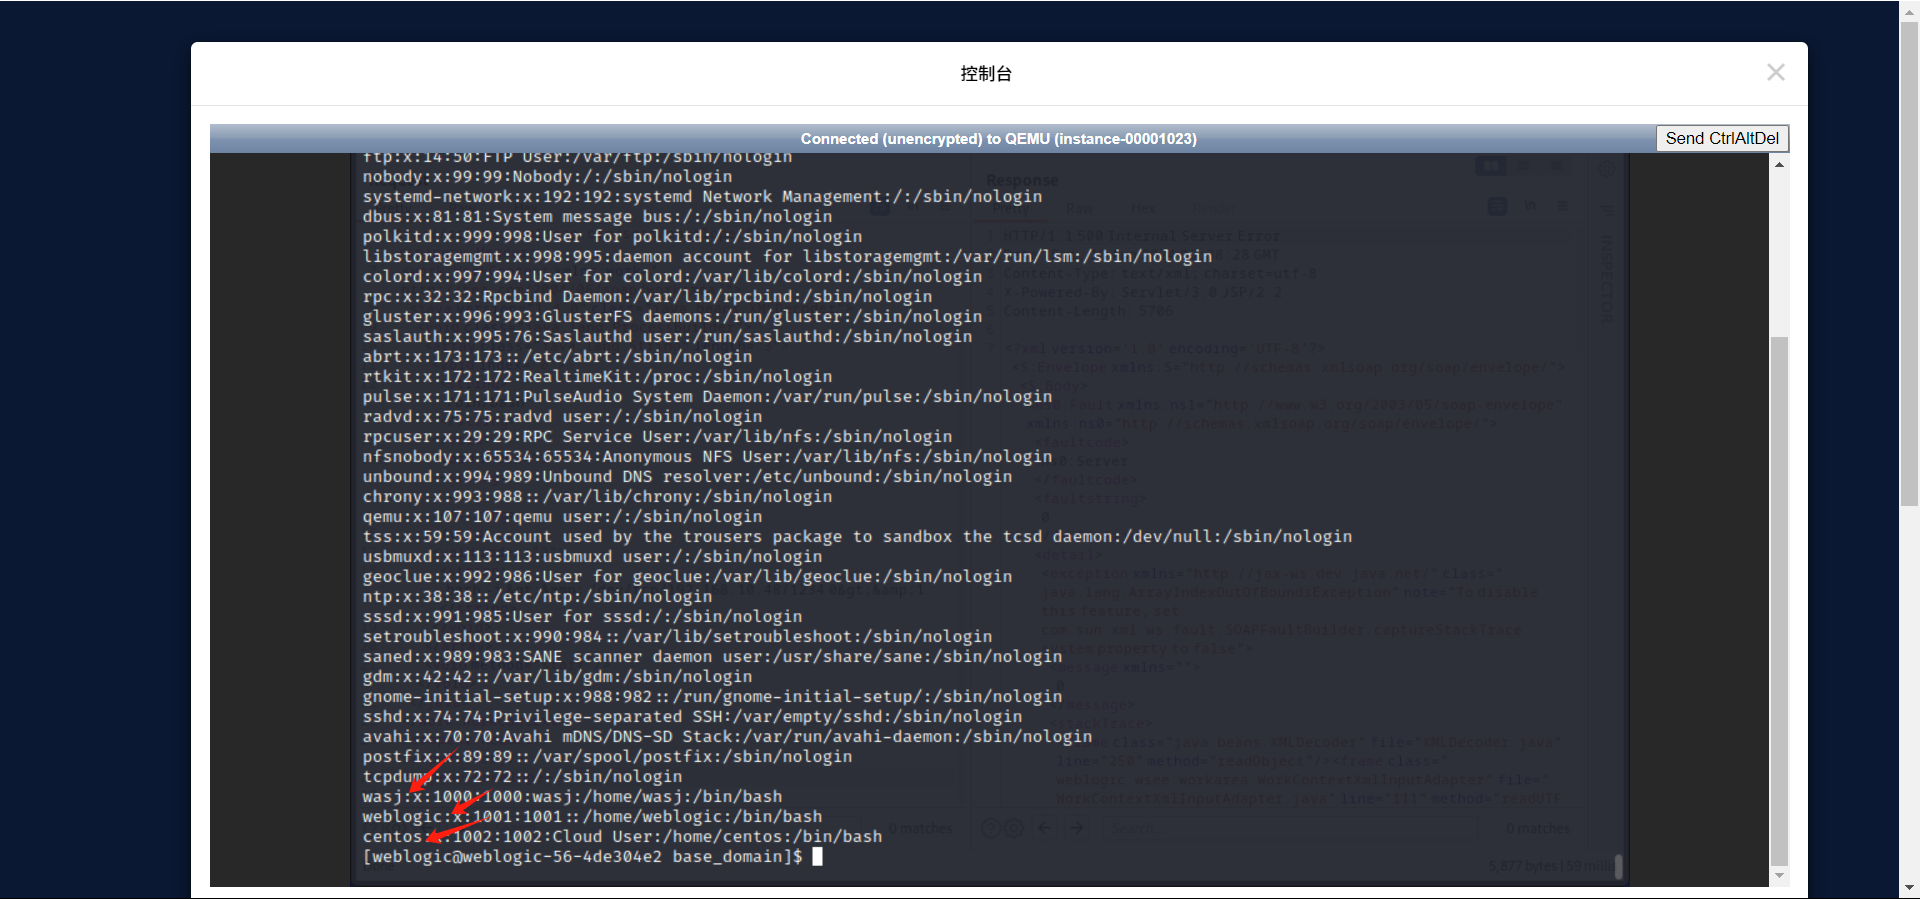 控制台
Connected (unencrypted) to QEMU (instance-00001023)
Send CtrlAltDel
ftp:x:14:50:FTP User:/var/ftp:/sbin/nologin
nobody:x:99:99:Nobody:/:/sbin/nologin
systemd-network:x:192:192:systemd Network Management:/:/sbin/nologin
dbus:x:81:81:System message bus:/:/sbin/nologin
polkitd:x:999:998:User for polkitd:/:/sbin/nologin
libstoragemgmt:x:998:995:daemon account for libstoragemgmt:/var/run/lsm:/sbin/nologin
colord:x:997:994:User for colord:/var/lib/colord:/sbin/nologin
rpc:x:32:32:Rpcbind Daemon:/var/lib/rpcbind:/sbin/nologin
gluster:x:996:993:GlusterFS daemons:/run/gluster:/sbin/nologin
saslauth:x:995:76:Saslauthd user:/run/saslauthd:/sbin/nologin
abrt:x:173:173::/etc/abrt:/sbin/nologin
rtkit:x:172:172:RealtimeKit:/proc:/sbin/nologin
pulse:x:171:171:PulseAudio System Daemon:/var/run/pulse:/sbin/nologin
radvd:x:75:75:radvd user:/:/sbin/nologin
rpcuser:x:29:29:RPC Service User:/var/lib/nfs:/sbin/nologin
nfsnobody:x:65534:65534:Anonymous NFS User:/var/lib/nfs:/sbin/nologin
unbound:x:994:989:Unbound DNS resolver:/etc/unbound:/sbin/nologin
chrony:x:993:988::/var/lib/chrony:/sbin/nologin
qemu:x:107:107:qemu user:/:/sbin/nologin
tss:x:59:59:Account used by the trousers package to sandbox the tcsd daemon:/dev/null:/sbin/nologin
usbmuxd:x:113:113:usbmuxd user:/:/sbin/nologin
geoclue:x:992:986:User for geoclue:/var/lib/geoclue:/sbin/nologin
ntp:x:38:38::/etc/ntp:/sbin/nologin
sssd:x:991:985:User for sssd:/:/sbin/nologin
setroubleshoot:x:990:984::/var/lib/setroubleshoot:/sbin/nologin
saned:x:989:983:SANE scanner daemon user:/usr/share/sane:/sbin/nologin
gdm:x:42:42::/var/lib/gdm:/sbin/nologin
gnome-initial-setup:x:988:982::/run/gnome-initial-setup/:/sbin/nologin
sshd:x:74:74:Privilege-separated SSH:/var/empty/sshd:/sbin/nologin
avahi:x:70:70:Avahi mDNS/DNS-SD Stack:/var/run/avahi-daemon:/sbin/nologin
postfix:x:89:89::/var/spool/postfix:/sbin/nologin
tcpdump:x:72:72::/:/sbin/nologin
wasj:x:1000:1000:wasj:/home/wasj:/bin/bash
weblogic:x:1001:1001::/home/weblogic:/bin/bash
centos:x:1002:1002:Cloud User:/home/centos:/bin/bash
[weblogic@weblogic-56-4de304e2 base_domain]$
Response
0 matches
0 matches